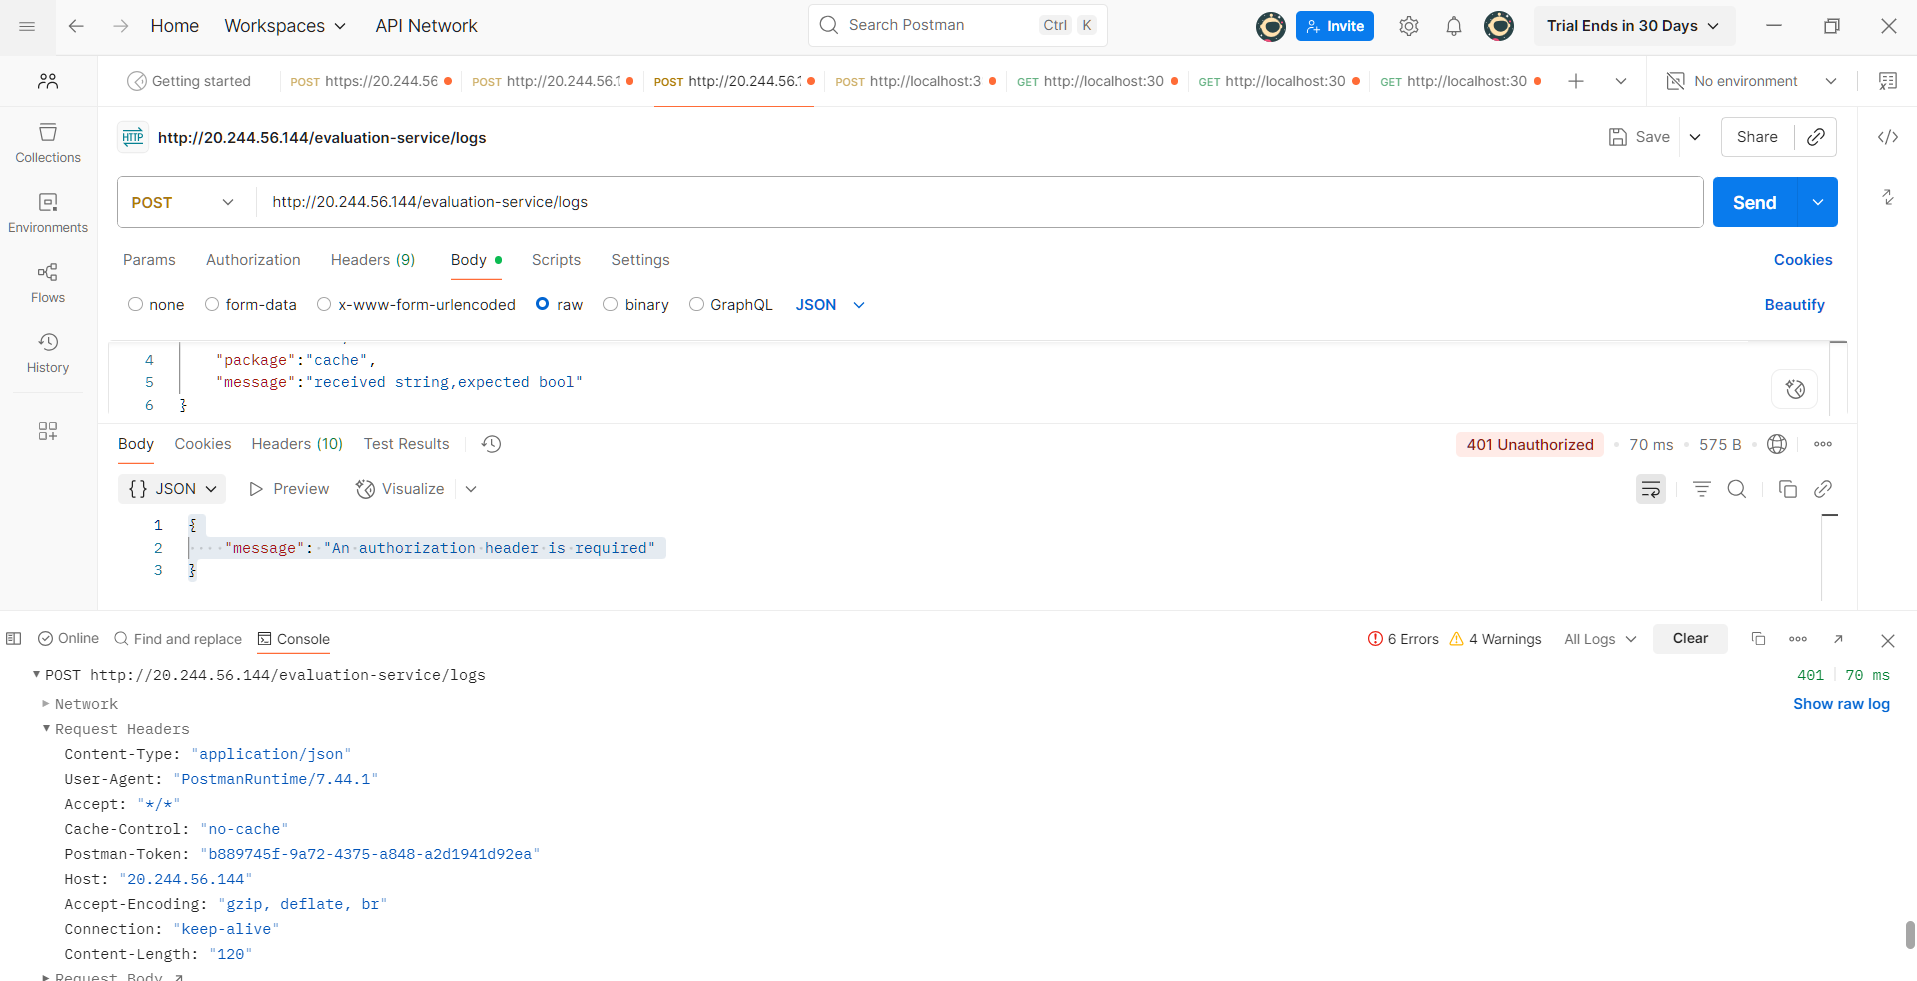 Home Workspaces API Network Search Postman Ctrl K Invite Trial Ends in 30 Days
Getting started POST https://20.244.56 POST http://20.244.56.1 POST http://20.244.56.1 POST http://localhost:3 GET http://localhost:30 GET http://localhost:30 GET http://localhost:30 No environment
HTTP http://20.244.56.144/evaluation-service/logs Save Share
Collections
POST http://20.244.56.144/evaluation-service/logs Send
Environments
Params Authorization Headers (9) Body Scripts Settings Cookies
none form-data x-www-form-urlencoded raw binary GraphQL JSON Beautify
Flows
History
4 "package":"cache",
5 "message":"received string,expected bool"
6 }
Body Cookies Headers (10) Test Results 401 Unauthorized 70 ms 575 B
{} JSON Preview Visualize
1 {
2 "message": "An authorization header is required"
3 }
Online Find and replace Console 6 Errors 4 Warnings All Logs Clear
POST http://20.244.56.144/evaluation-service/logs 401 70 ms
Network Show raw log
Request Headers
Content-Type: "application/json"
User-Agent: "PostmanRuntime/7.44.1"
Accept: "*/*"
Cache-Control: "no-cache"
Postman-Token: "b889745f-9a72-4375-a848-a2d1941d92ea"
Host: "20.244.56.144"
Accept-Encoding: "gzip, deflate, br"
Connection: "keep-alive"
Content-Length: "120"
Request Body